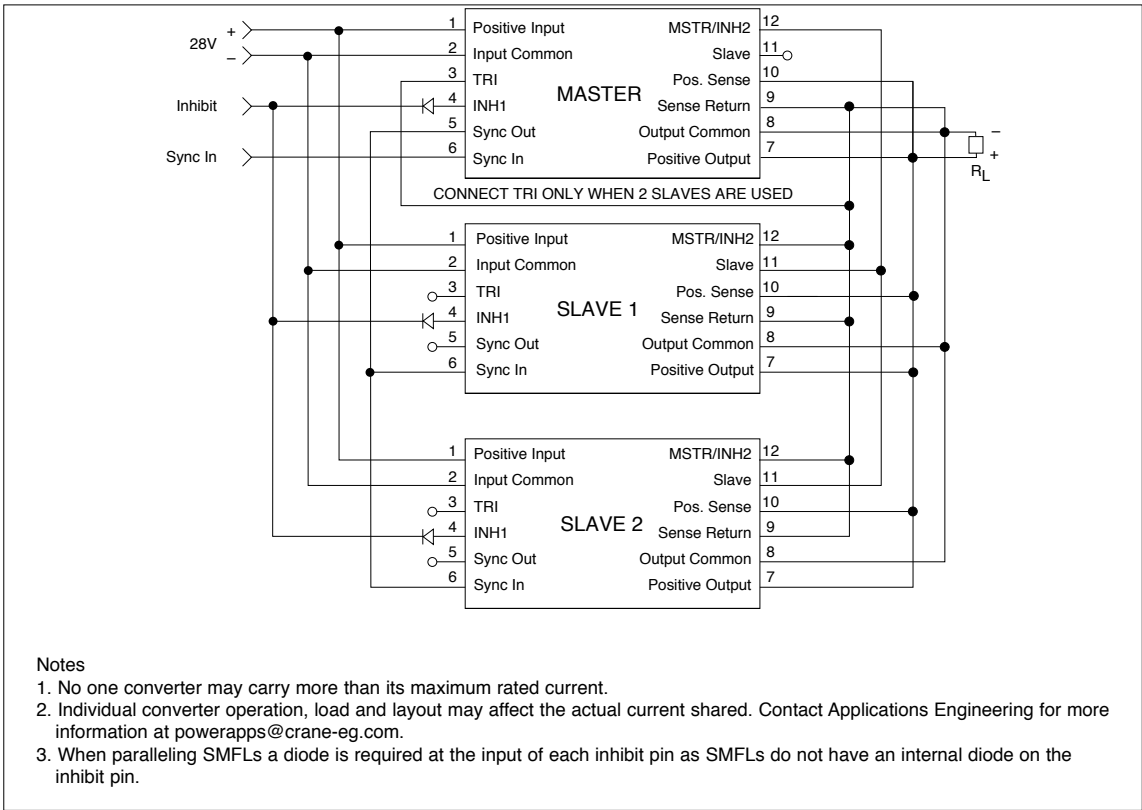 +
28V
–
Inhibit
Sync In
1 Positive Input MSTR/INH2 12
2 Input Common Slave 11
3 TRI Pos. Sense 10
MASTER
4 INH1 Sense Return 9
5 Sync Out Output Common 8
6 Sync In Positive Output 7
–
+
RL
CONNECT TRI ONLY WHEN 2 SLAVES ARE USED
1 Positive Input MSTR/INH2 12
2 Input Common Slave 11
3 TRI Pos. Sense 10
SLAVE 1
4 INH1 Sense Return 9
5 Sync Out Output Common 8
6 Sync In Positive Output 7
1 Positive Input MSTR/INH2 12
2 Input Common Slave 11
3 TRI Pos. Sense 10
SLAVE 2
4 INH1 Sense Return 9
5 Sync Out Output Common 8
6 Sync In Positive Output 7
Notes
1. No one converter may carry more than its maximum rated current.
2. Individual converter operation, load and layout may affect the actual current shared. Contact Applications Engineering for more
information at powerapps@crane-eg.com.
3. When paralleling SMFLs a diode is required at the input of each inhibit pin as SMFLs do not have an internal diode on the
inhibit pin.